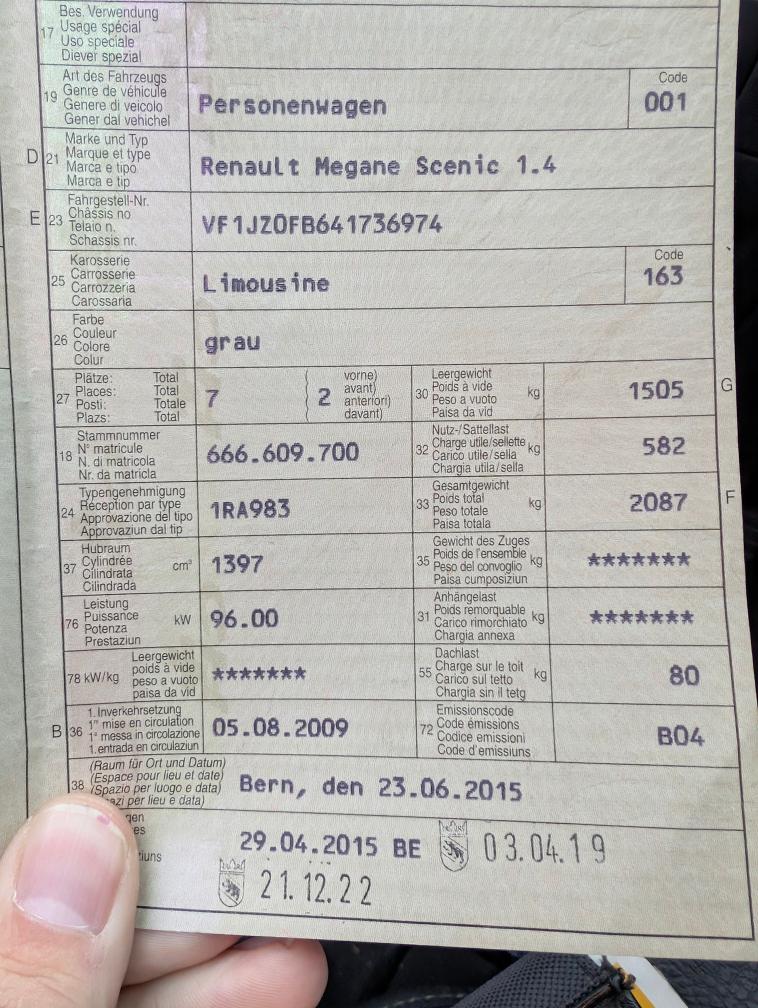 17 Bes. Verwendung
Usage spécial
Uso speciale
Diever spezial
19 Art des Fahrzeugs
Genre de véhicule
Genere di veicolo
Gener dal vehichel
Personenwagen
Code
001
D 21 Marke und Typ
Marque et type
Marca e tipo
Marca e tip
Renault Megane Scenic 1.4
E 23 Fahrgestell-Nr.
Châssis no
Telaio n.
Schassis nr.
VF1JZ0FB641736974
25 Karosserie
Carrosserie
Carrozzeria
Carossaria
Limousine
Code
163
26 Farbe
Couleur
Colore
Colur
grau
27 Plätze: Total
Places: Total
Posti: Totale
Plazs: Total
7
2
vorne)
avant)
anteriori)
davant)
30 Leergewicht
Poids à vide
Peso a vuoto
Paisa da vid
kg
1505
G
18 Stammnummer
N° matricule
N. di matricola
Nr. da matricla
666.609.700
32 Nutz-/Sattellast
Charge utile/sellette
Carico utile/sella
Chargia utila/sella
kg
582
24 Typengenehmigung
Réception par type
Approvazione del tipo
Approvaziun dal tip
1RA983
33 Gesamtgewicht
Poids total
Peso totale
Paisa totala
kg
2087
F
37 Hubraum
Cylindrée
Cilindrata
Cilindrada
cm³
1397
35 Gewicht des Zuges
Poids de l'ensemble
Peso del convoglio
Paisa cumposiziun
kg
*******
76 Leistung
Puissance
Potenza
Prestaziun
kW
96.00
31 Anhängelast
Poids remorquable
Carico rimorchiato
Chargia annexa
kg
*******
78 kW/kg
Leergewicht
poids à vide
peso a vuoto
paisa da vid
*******
55 Dachlast
Charge sur le toit
Carico sul tetto
Chargia sin il tetg
kg
80
B 36 1. Inverkehrsetzung
1re mise en circulation
1a messa in circolazione
1. entrada en circulaziun
05.08.2009
72 Emissionscode
Code émissions
Codice emissioni
Code d'emissiuns
B04
38 (Raum für Ort und Datum)
(Espace pour lieu et date)
(Spazio per luogo e data)
azi per lieu e data)
Bern, den 23.06.2015
gen
es
ziuns
29.04.2015 BE
03.04.19
21.12.22